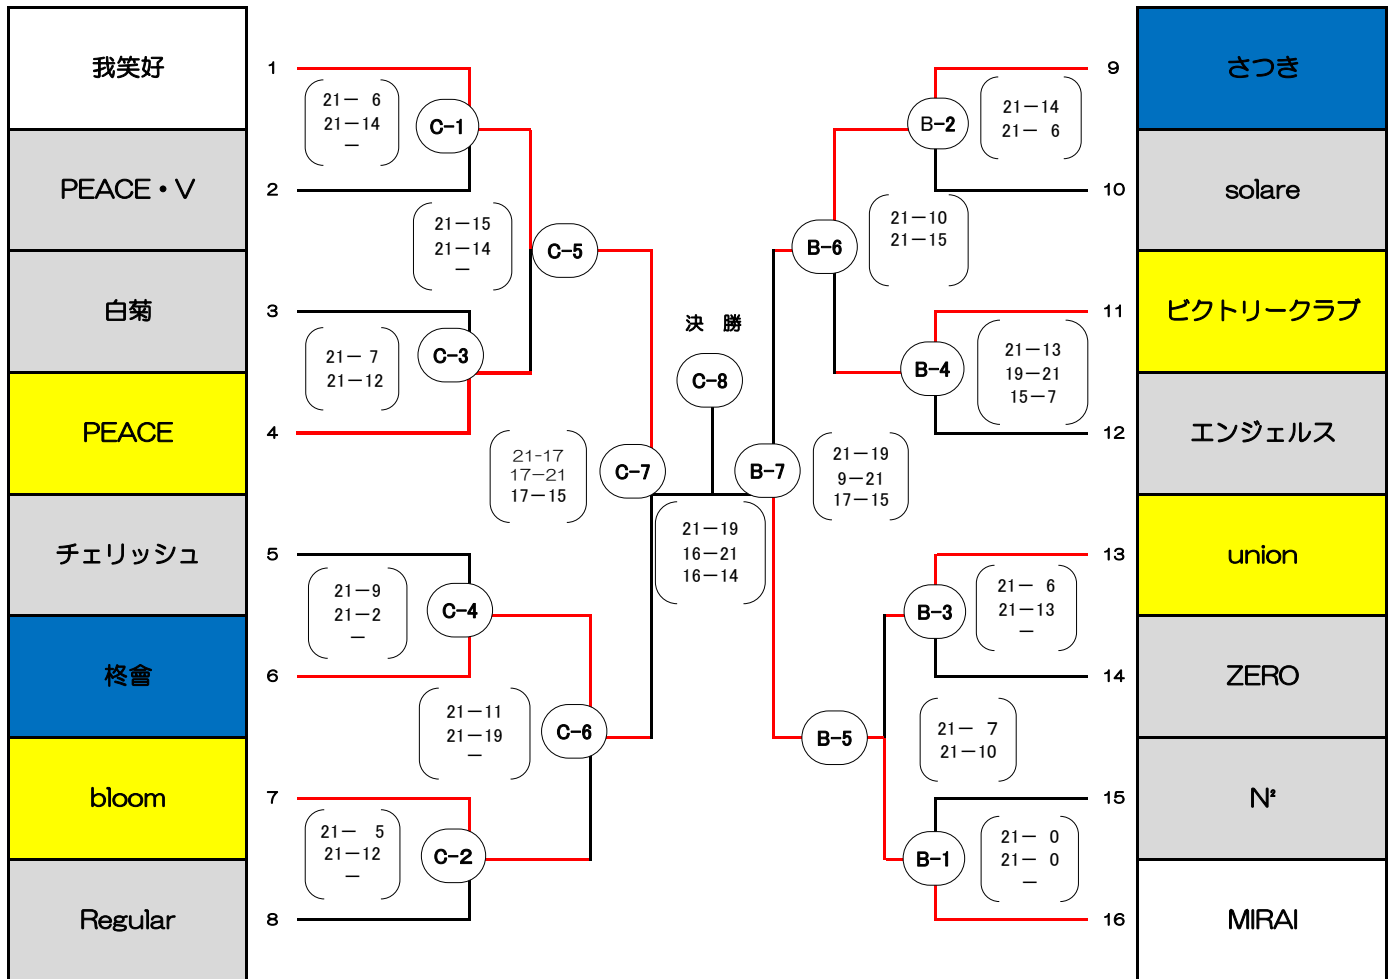 我笑好
PEACE・V
白菊
PEACE
チェリッシュ
柊會
bloom
Regular
1
2
3
4
5
6
7
8
21－ 6
21－14
－
C-1
21－15
21－14
－
C-5
21－ 7
21－12
C-3
21-17
17－21
17－15
C-7
21－9
21－2
－
C-4
21－11
21－19
－
C-6
21－ 5
21－12
－
C-2
決 勝
C-8
21－19
16－21
16－14
B-2
21－14
21－ 6
B-6
21－10
21－15
B-4
21－13
19－21
15－7
B-7
21－19
9－21
17－15
B-3
21－ 6
21－13
－
B-5
21－ 7
21－10
B-1
21－ 0
21－ 0
－
9
10
11
12
13
14
15
16
さつき
solare
ビクトリークラブ
エンジェルス
union
ZERO
N²
MIRAI